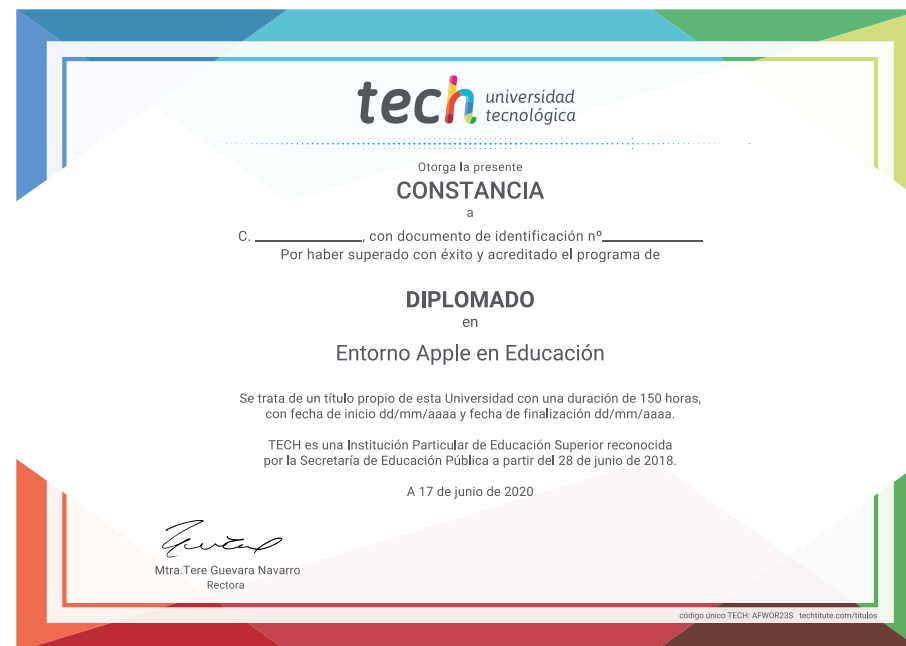 tech universidad
tecnológica
Otorga la presente
CONSTANCIA
a
C. ________________, con documento de identificación nº_______________
Por haber superado con éxito y acreditado el programa de
DIPLOMADO
en
Entorno Apple en Educación
Se trata de un título propio de esta Universidad con una duración de 150 horas,
con fecha de inicio dd/mm/aaaa y fecha de finalización dd/mm/aaaa.
TECH es una Institución Particular de Educación Superior reconocida
por la Secretaría de Educación Pública a partir del 28 de junio de 2018.
A 17 de junio de 2020
Mtra.Tere Guevara Navarro
Rectora
código único TECH: AFWOR23S techtitute.com/titulos